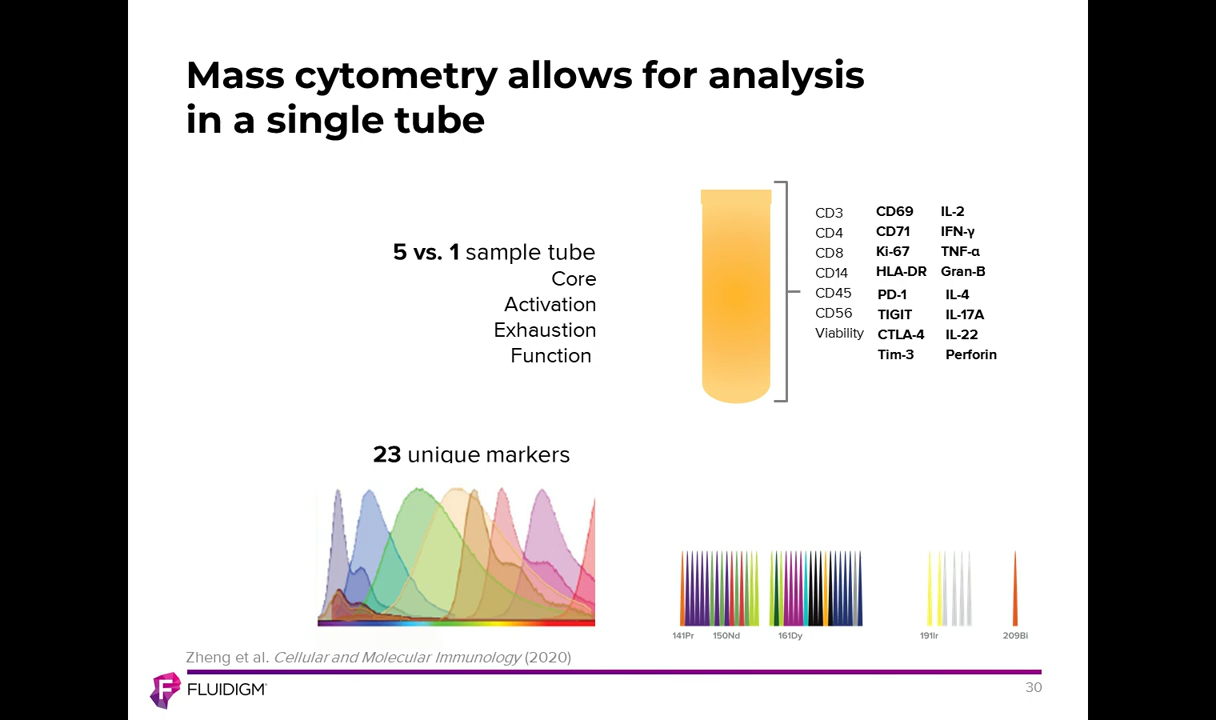 Mass cytometry allows for analysis
in a single tube
5 vs. 1 sample tube
Core
Activation
Exhaustion
Function
CD3
CD4
CD8
CD14
CD45
CD56
Viability
CD69
CD71
Ki-67
HLA-DR
PD-1
TIGIT
CTLA-4
Tim-3
IL-2
IFN-γ
TNF-α
Gran-B
IL-4
IL-17A
IL-22
Perforin
23 unique markers
141Pr 150Nd 161Dy 191Ir 209Bi
Zheng et al. Cellular and Molecular Immunology (2020)
F FLUIDIGM
30